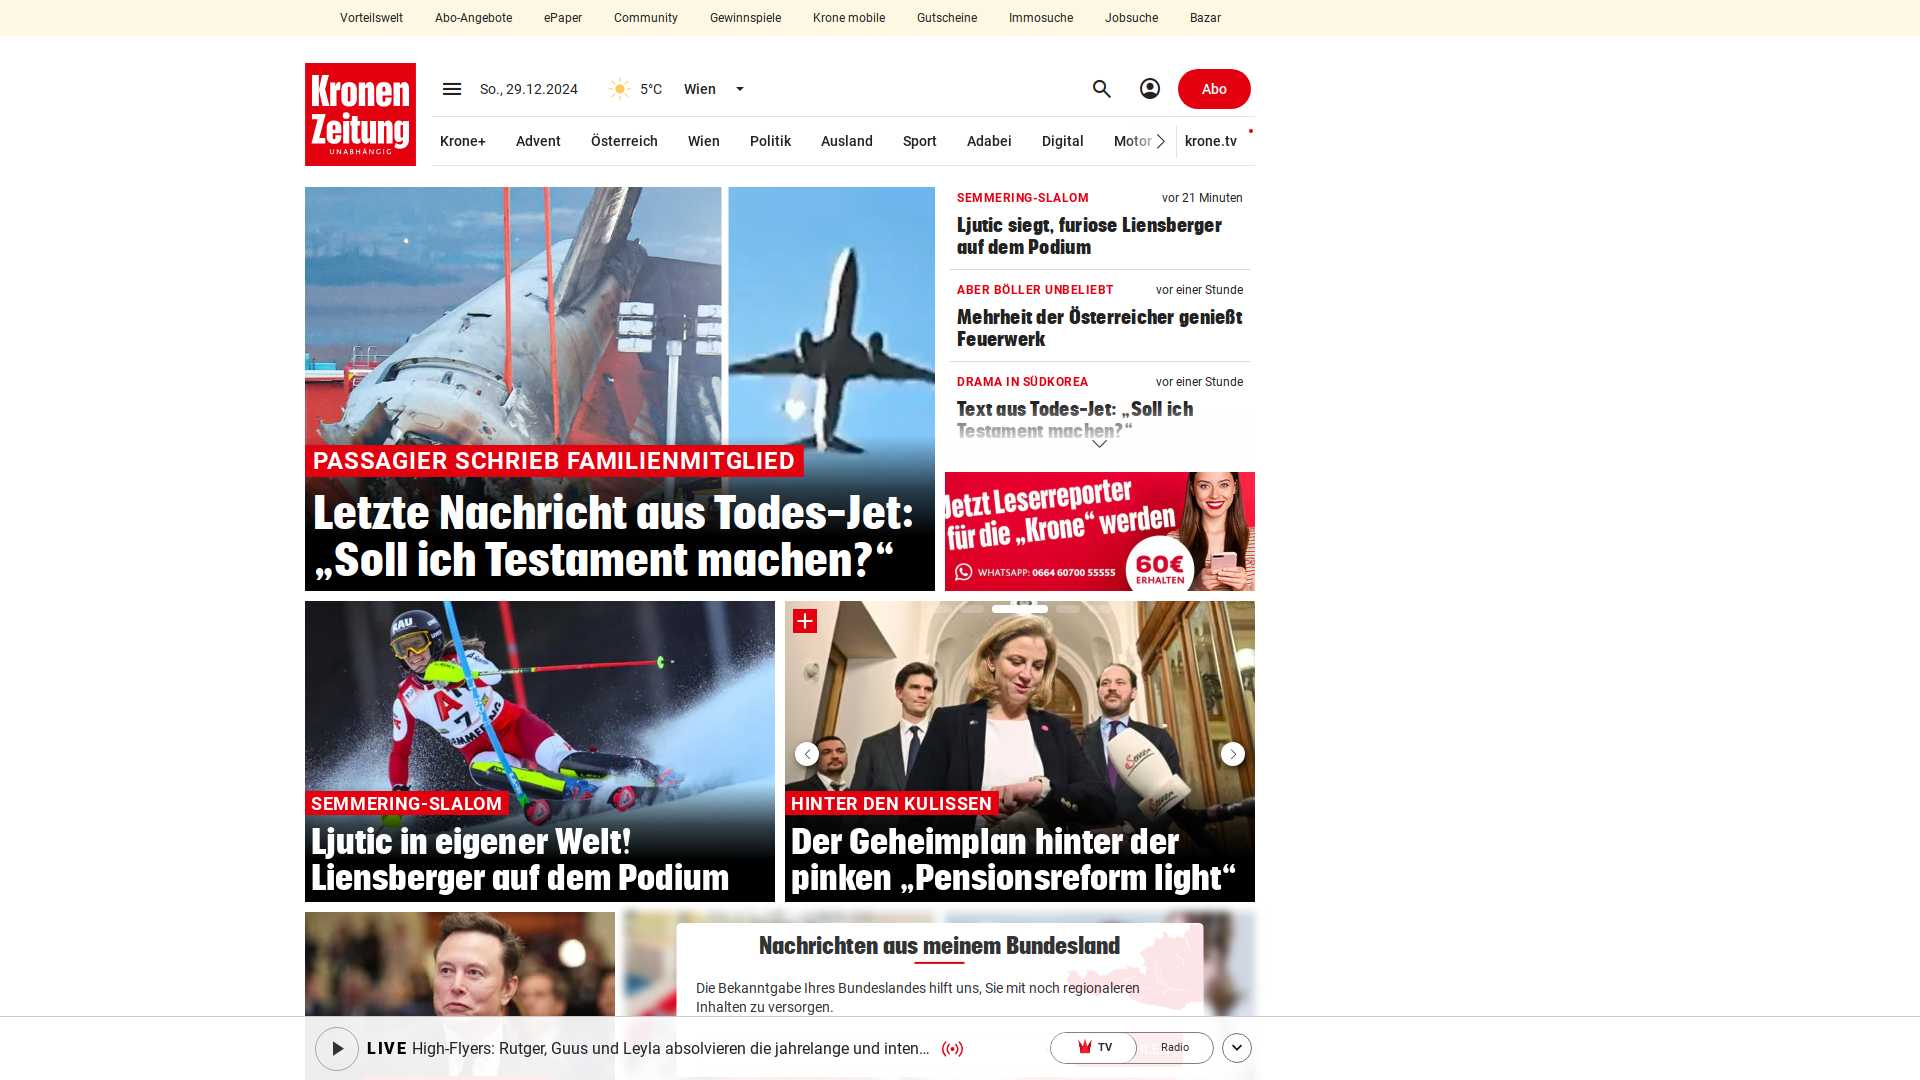 Vorteilswelt Abo-Angebote ePaper Community Gewinnspiele Krone mobile Gutscheine Immosuche Jobsuche Bazar
Kronen
Zeitung
UNABHÄNGIG
So., 29.12.2024 5°C Wien
Abo
Krone+ Advent Österreich Wien Politik Ausland Sport Adabei Digital Motor krone.tv
PASSAGIER SCHRIEB FAMILIENMITGLIED
Letzte Nachricht aus Todes-Jet:
„Soll ich Testament machen?“
SEMMERING-SLALOM vor 21 Minuten
Ljutic siegt, furiose Liensberger
auf dem Podium
ABER BÖLLER UNBELIEBT vor einer Stunde
Mehrheit der Österreicher genießt
Feuerwerk
DRAMA IN SÜDKOREA vor einer Stunde
Text aus Todes-Jet: „Soll ich
Testament machen?“
Jetzt Leserreporter
für die „Krone“ werden
WHATSAPP: 0664 60700 55555
60€
ERHALTEN
RAU
A
7
SEMMERING-SLALOM
Ljutic in eigener Welt!
Liensberger auf dem Podium
HINTER DEN KULISSEN
Der Geheimplan hinter der
pinken „Pensionsreform light“
Nachrichten aus meinem Bundesland
Die Bekanntgabe Ihres Bundeslandes hilft uns, Sie mit noch regionaleren
Inhalten zu versorgen.
LIVE High-Flyers: Rutger, Guus und Leyla absolvieren die jahrelange und inten...
TV Radio